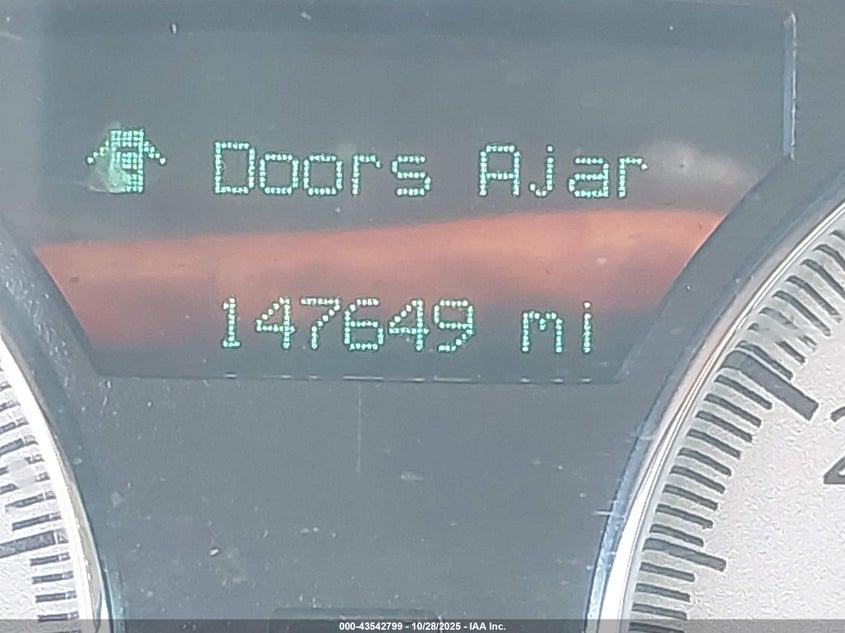 Doors Ajar
147649 mi
000-43542799 - 10/28/2025 - IAA Inc.